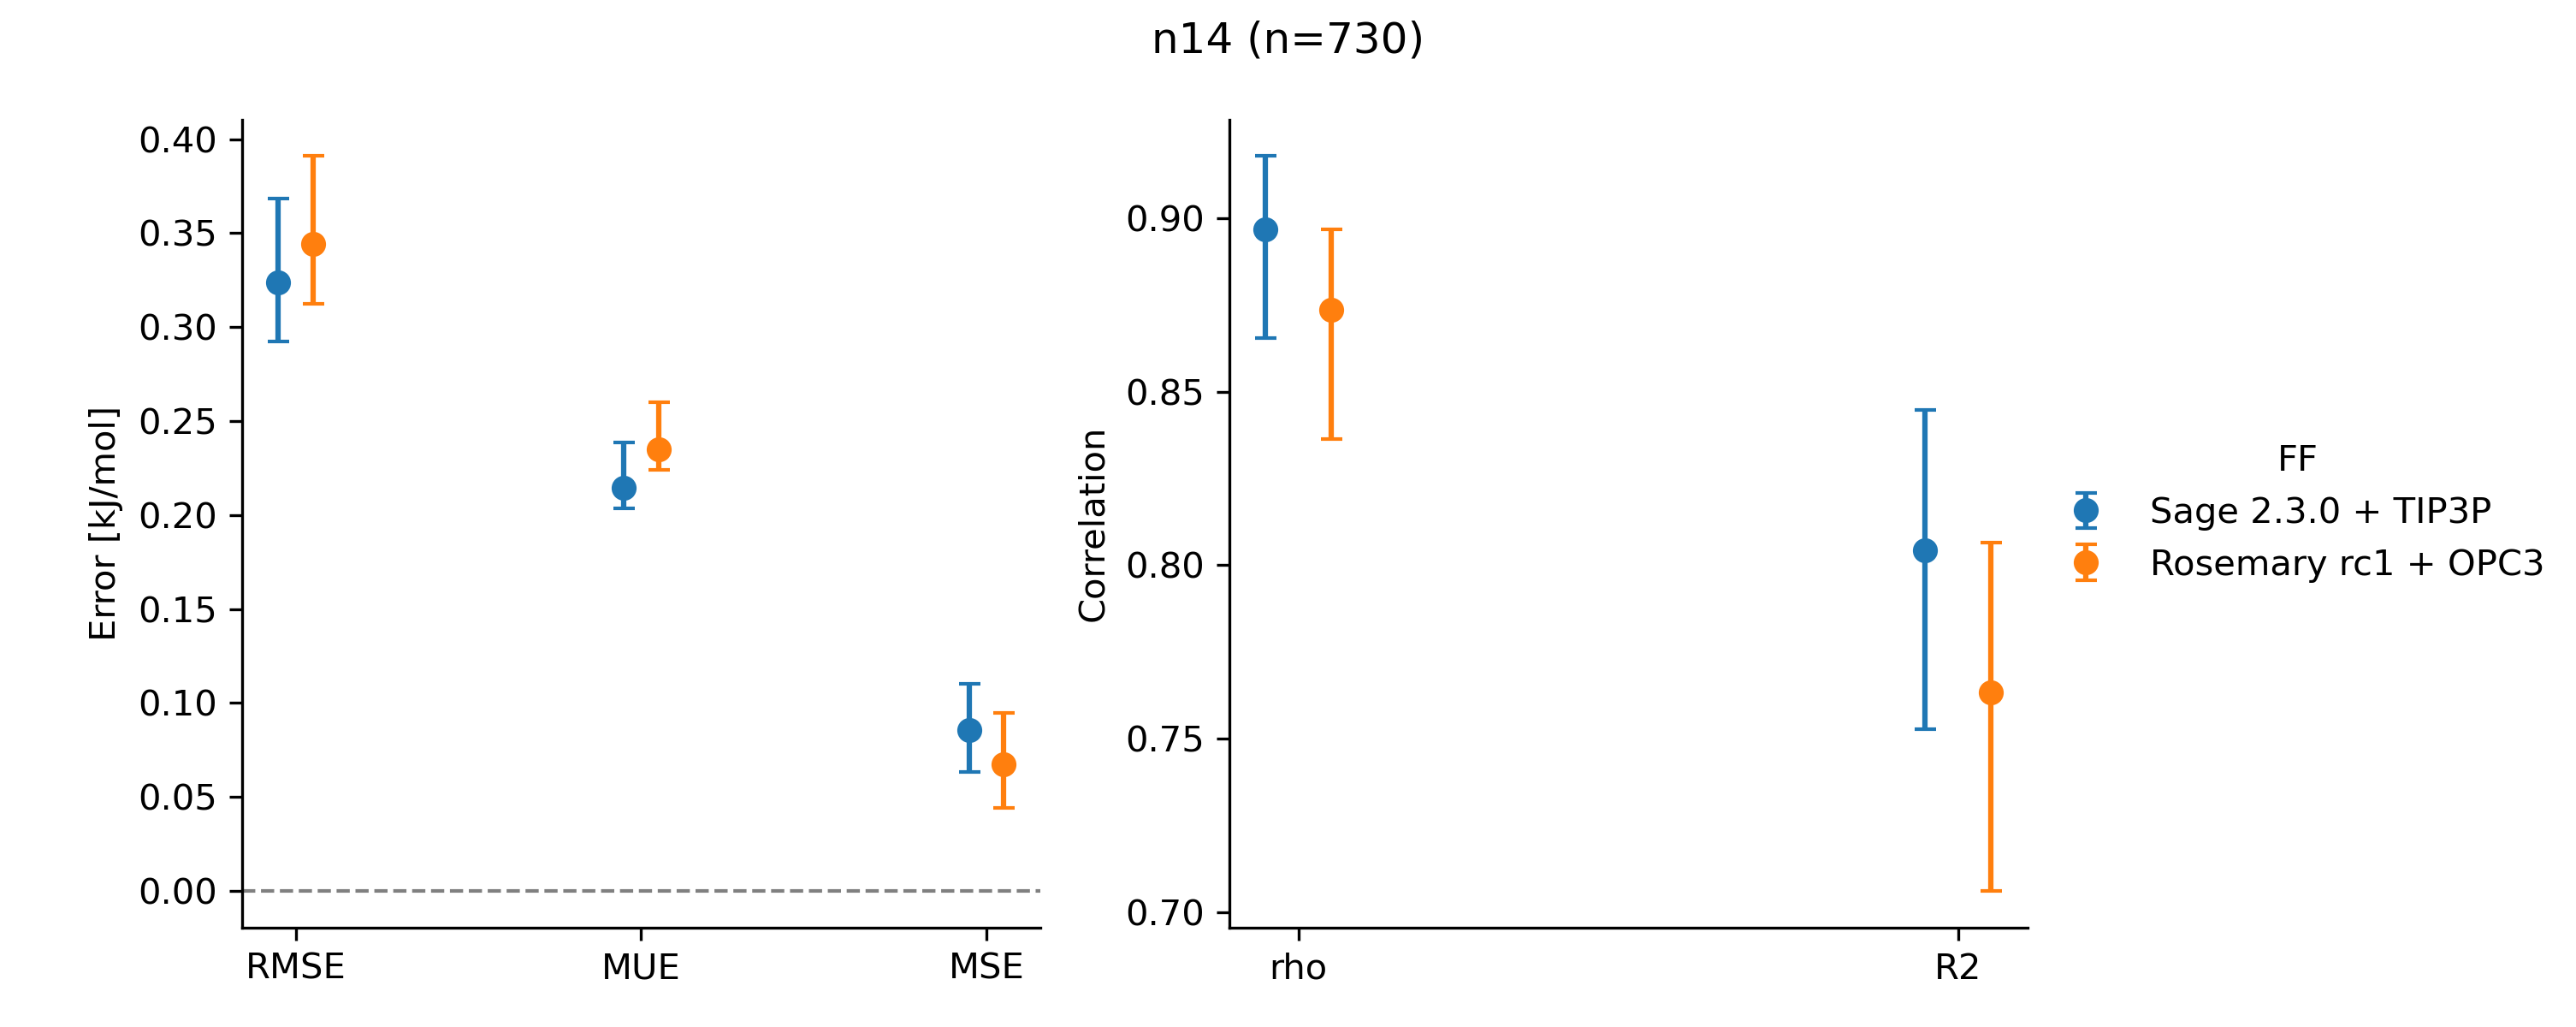 n14 (n=730)
Error [kJ/mol]
0.40
0.35
0.30
0.25
0.20
0.15
0.10
0.05
0.00
RMSE MUE MSE
Correlation
0.90
0.85
0.80
0.75
0.70
rho R2
FF
Sage 2.3.0 + TIP3P
Rosemary rc1 + OPC3